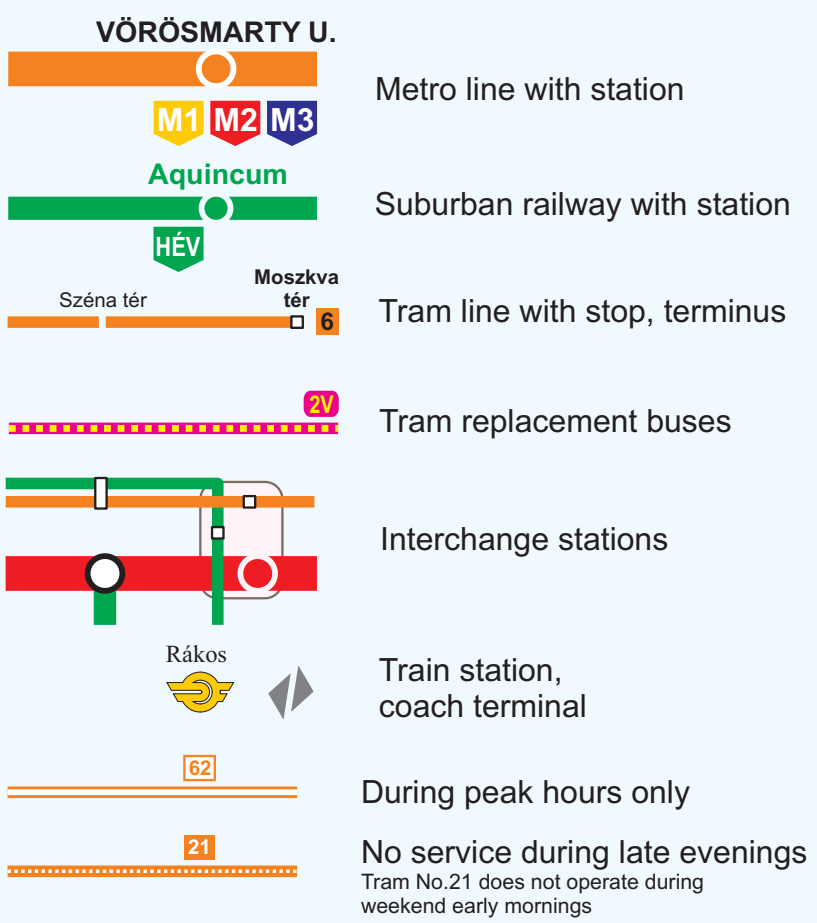 VÖRÖSMARTY U.
Metro line with station
M1 M2 M3
Aquincum
Suburban railway with station
HÉV
Széna tér
Moszkva
tér
6
Tram line with stop, terminus
2V
Tram replacement buses
Interchange stations
Rákos
Train station,
coach terminal
62
During peak hours only
21
No service during late evenings
Tram No.21 does not operate during
weekend early mornings